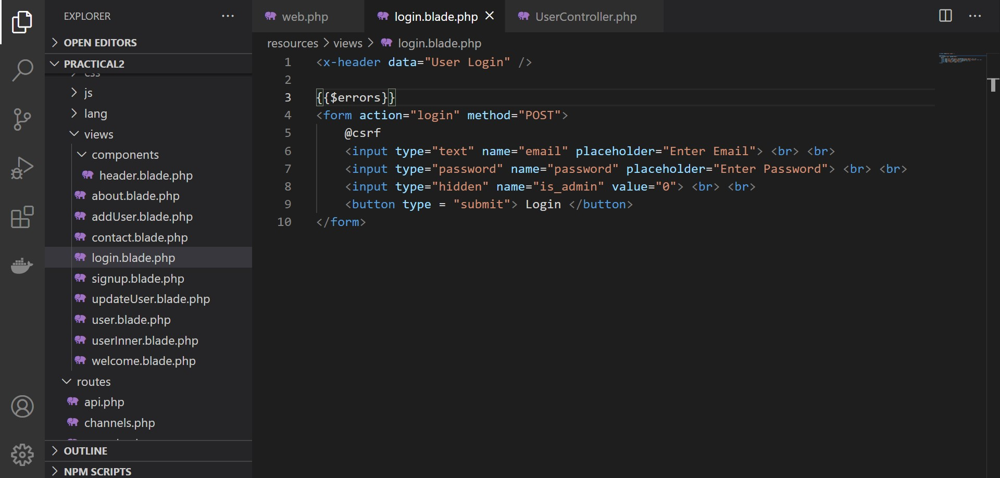 EXPLORER
OPEN EDITORS
PRACTICAL2
css
js
lang
views
components
header.blade.php
about.blade.php
addUser.blade.php
contact.blade.php
login.blade.php
signup.blade.php
updateUser.blade.php
user.blade.php
userInner.blade.php
welcome.blade.php
routes
api.php
channels.php
OUTLINE
NPM SCRIPTS
web.php login.blade.php UserController.php
resources > views > login.blade.php
1 <x-header data="User Login" />
2
3 {{$errors}}
4 <form action="login" method="POST">
5 @csrf
6 <input type="text" name="email" placeholder="Enter Email"> <br> <br>
7 <input type="password" name="password" placeholder="Enter Password"> <br> <br>
8 <input type="hidden" name="is_admin" value="0"> <br> <br>
9 <button type = "submit"> Login </button>
10 </form>